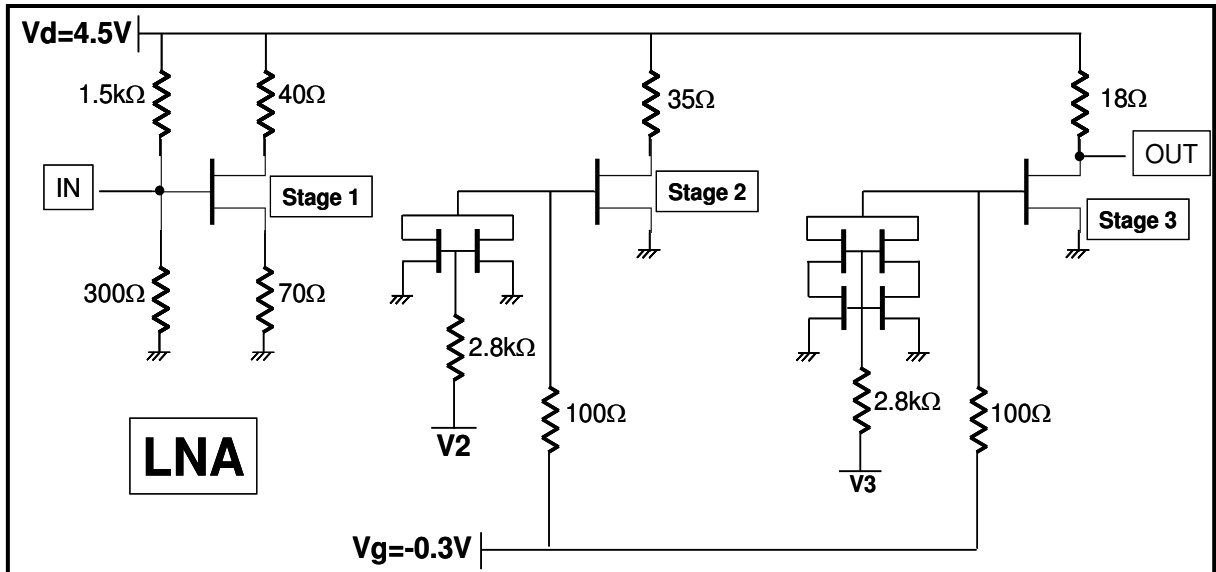 Vd=4.5V
1.5kΩ
40Ω
35Ω
18Ω
OUT
IN
Stage 1
Stage 2
Stage 3
300Ω
70Ω
2.8kΩ
2.8kΩ
100Ω
100Ω
V2
V3
LNA
Vg=-0.3V